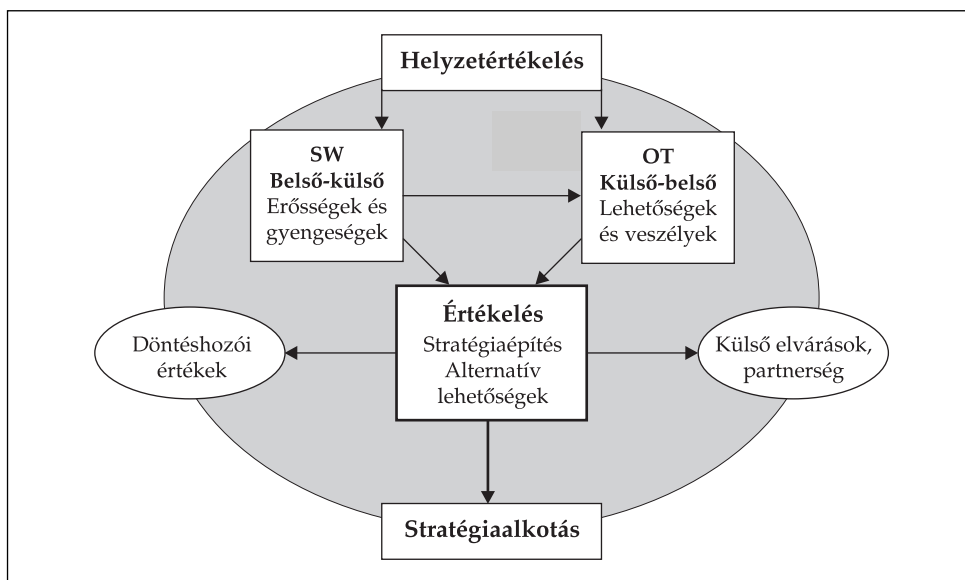 Helyzetértékelés
SW
Belső-külső
Erősségek és
gyengeségek
OT
Külső-belső
Lehetőségek
és veszélyek
Értékelés
Stratégiaépítés
Alternatív
lehetőségek
Döntéshozói
értékek
Külső elvárások,
partnerség
Stratégiaalkotás